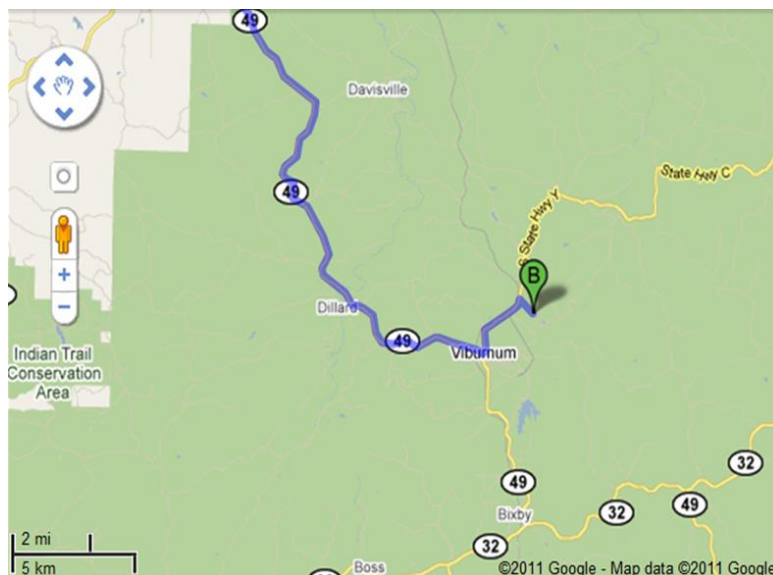 49
Davisville
State Hwy C
49
S State Hwy Y
B
Dillard
49
Viburnum
Indian Trail
Conservation
Area
32
49
49
32
Bixby
32
Boss
2 mi
5 km
©2011 Google - Map data ©2011 Google